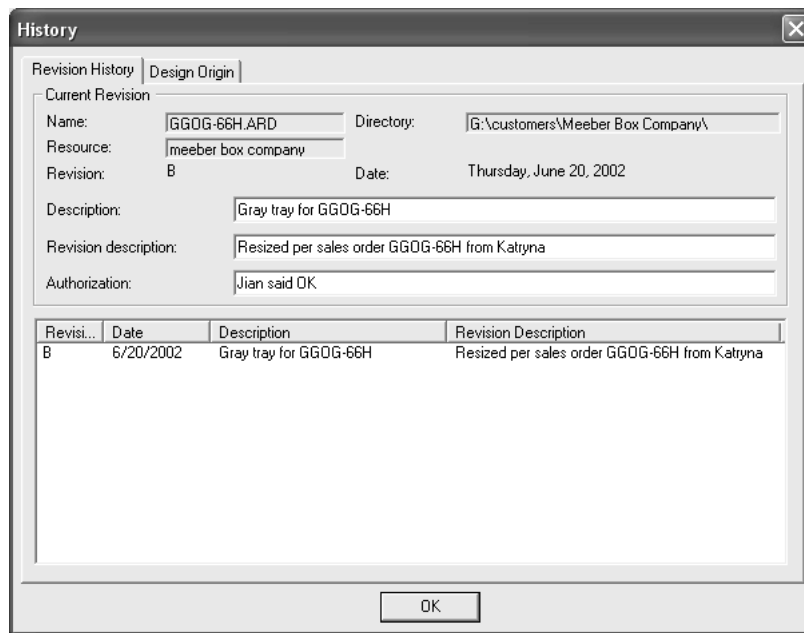 History
Revision History Design Origin
Current Revision
Name: GGOG-66H.ARD Directory: G:\customers\Meeber Box Company\
Resource: meeber box company
Revision: B Date: Thursday, June 20, 2002
Description: Gray tray for GGOG-66H
Revision description: Resized per sales order GGOG-66H from Katryna
Authorization: Jian said OK
Revisi... Date Description Revision Description
B 6/20/2002 Gray tray for GGOG-66H Resized per sales order GGOG-66H from Katryna
OK